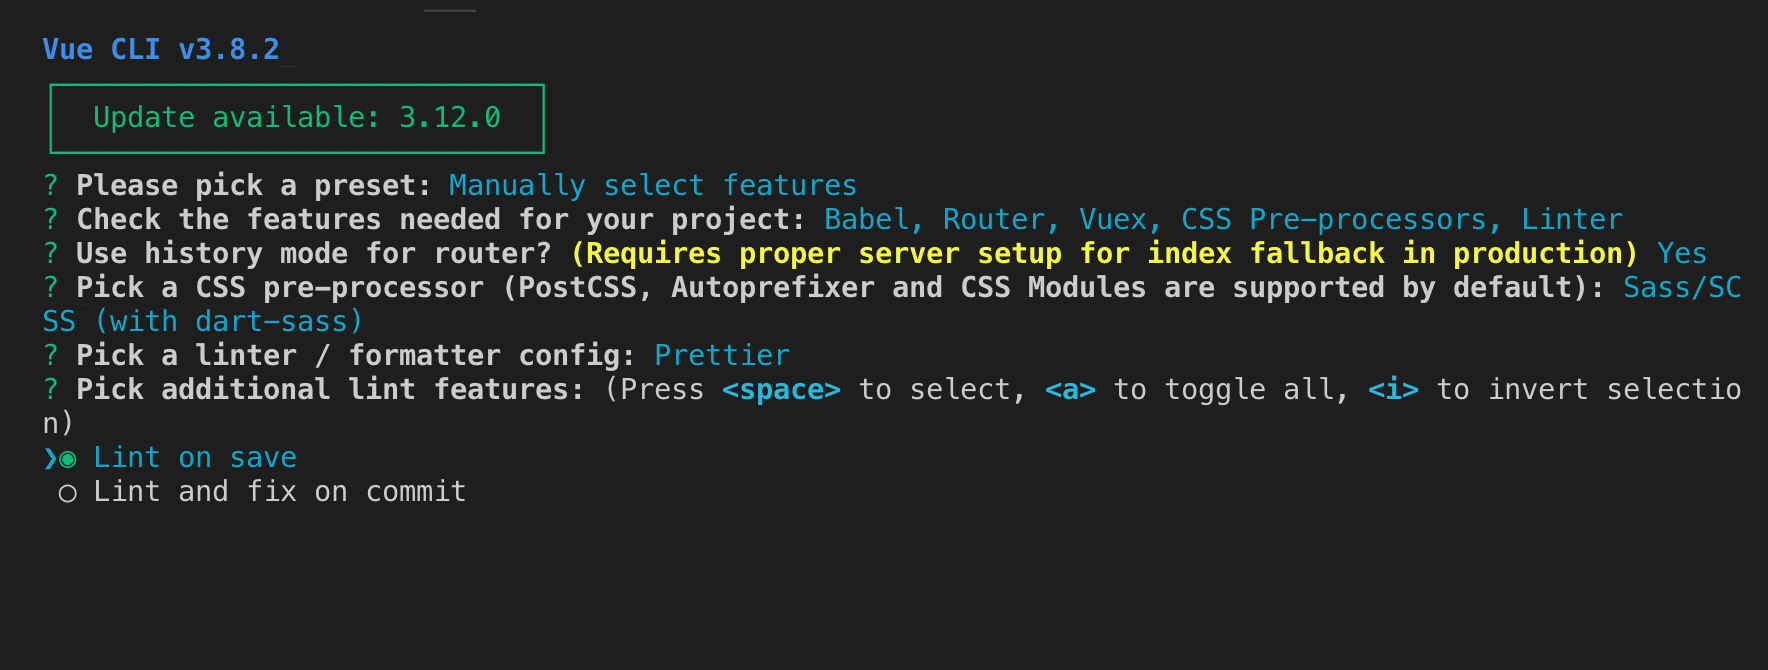 Vue CLI v3.8.2
Update available: 3.12.0
? Please pick a preset: Manually select features
? Check the features needed for your project: Babel, Router, Vuex, CSS Pre-processors, Linter
? Use history mode for router? (Requires proper server setup for index fallback in production) Yes
? Pick a CSS pre-processor (PostCSS, Autoprefixer and CSS Modules are supported by default): Sass/SC
SS (with dart-sass)
? Pick a linter / formatter config: Prettier
? Pick additional lint features: (Press <space> to select, <a> to toggle all, <i> to invert selectio
n)
❯◉ Lint on save
◯ Lint and fix on commit